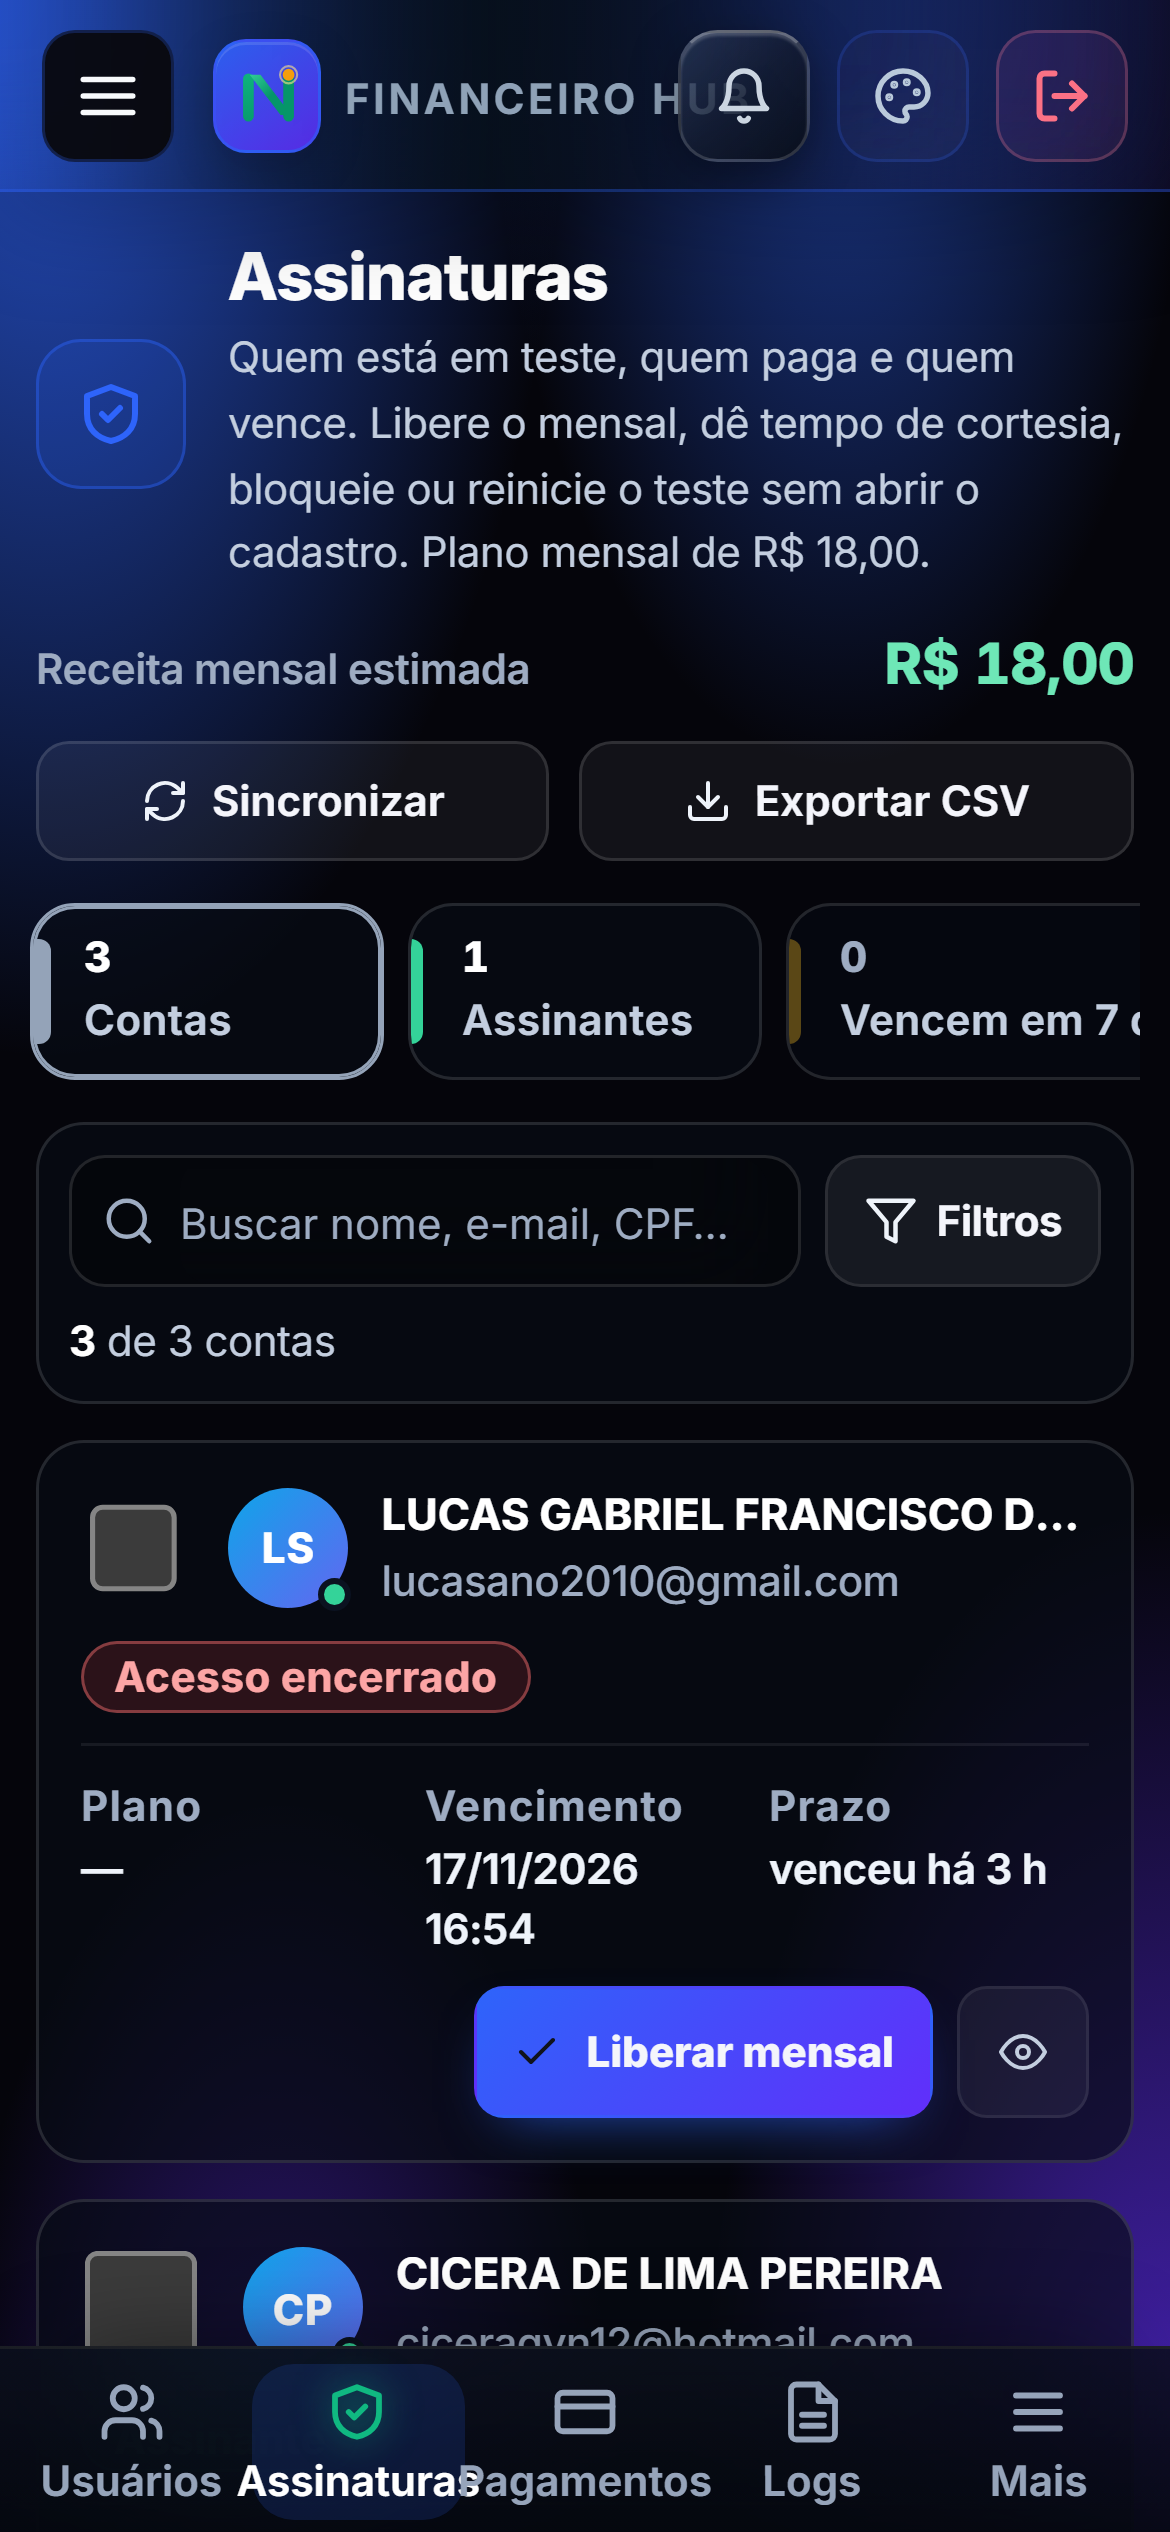 FINANCEIRO HUB
Assinaturas
Quem está em teste, quem paga e quem
vence. Libere o mensal, dê tempo de cortesia,
bloqueie ou reinicie o teste sem abrir o
cadastro. Plano mensal de R$ 18,00.
Receita mensal estimada
R$ 18,00
Sincronizar
Exportar CSV
3
Contas
1
Assinantes
0
Vencem em 7
Buscar nome, e-mail, CPF...
Filtros
3 de 3 contas
LS
LUCAS GABRIEL FRANCISCO D...
lucasano2010@gmail.com
Acesso encerrado
Plano
Vencimento
Prazo
—
17/11/2026
16:54
venceu há 3 h
Liberar mensal
CP
CICERA DE LIMA PEREIRA
ciceragyn12@hotmail.com
Usuários
Assinaturas
Pagamentos
Logs
Mais